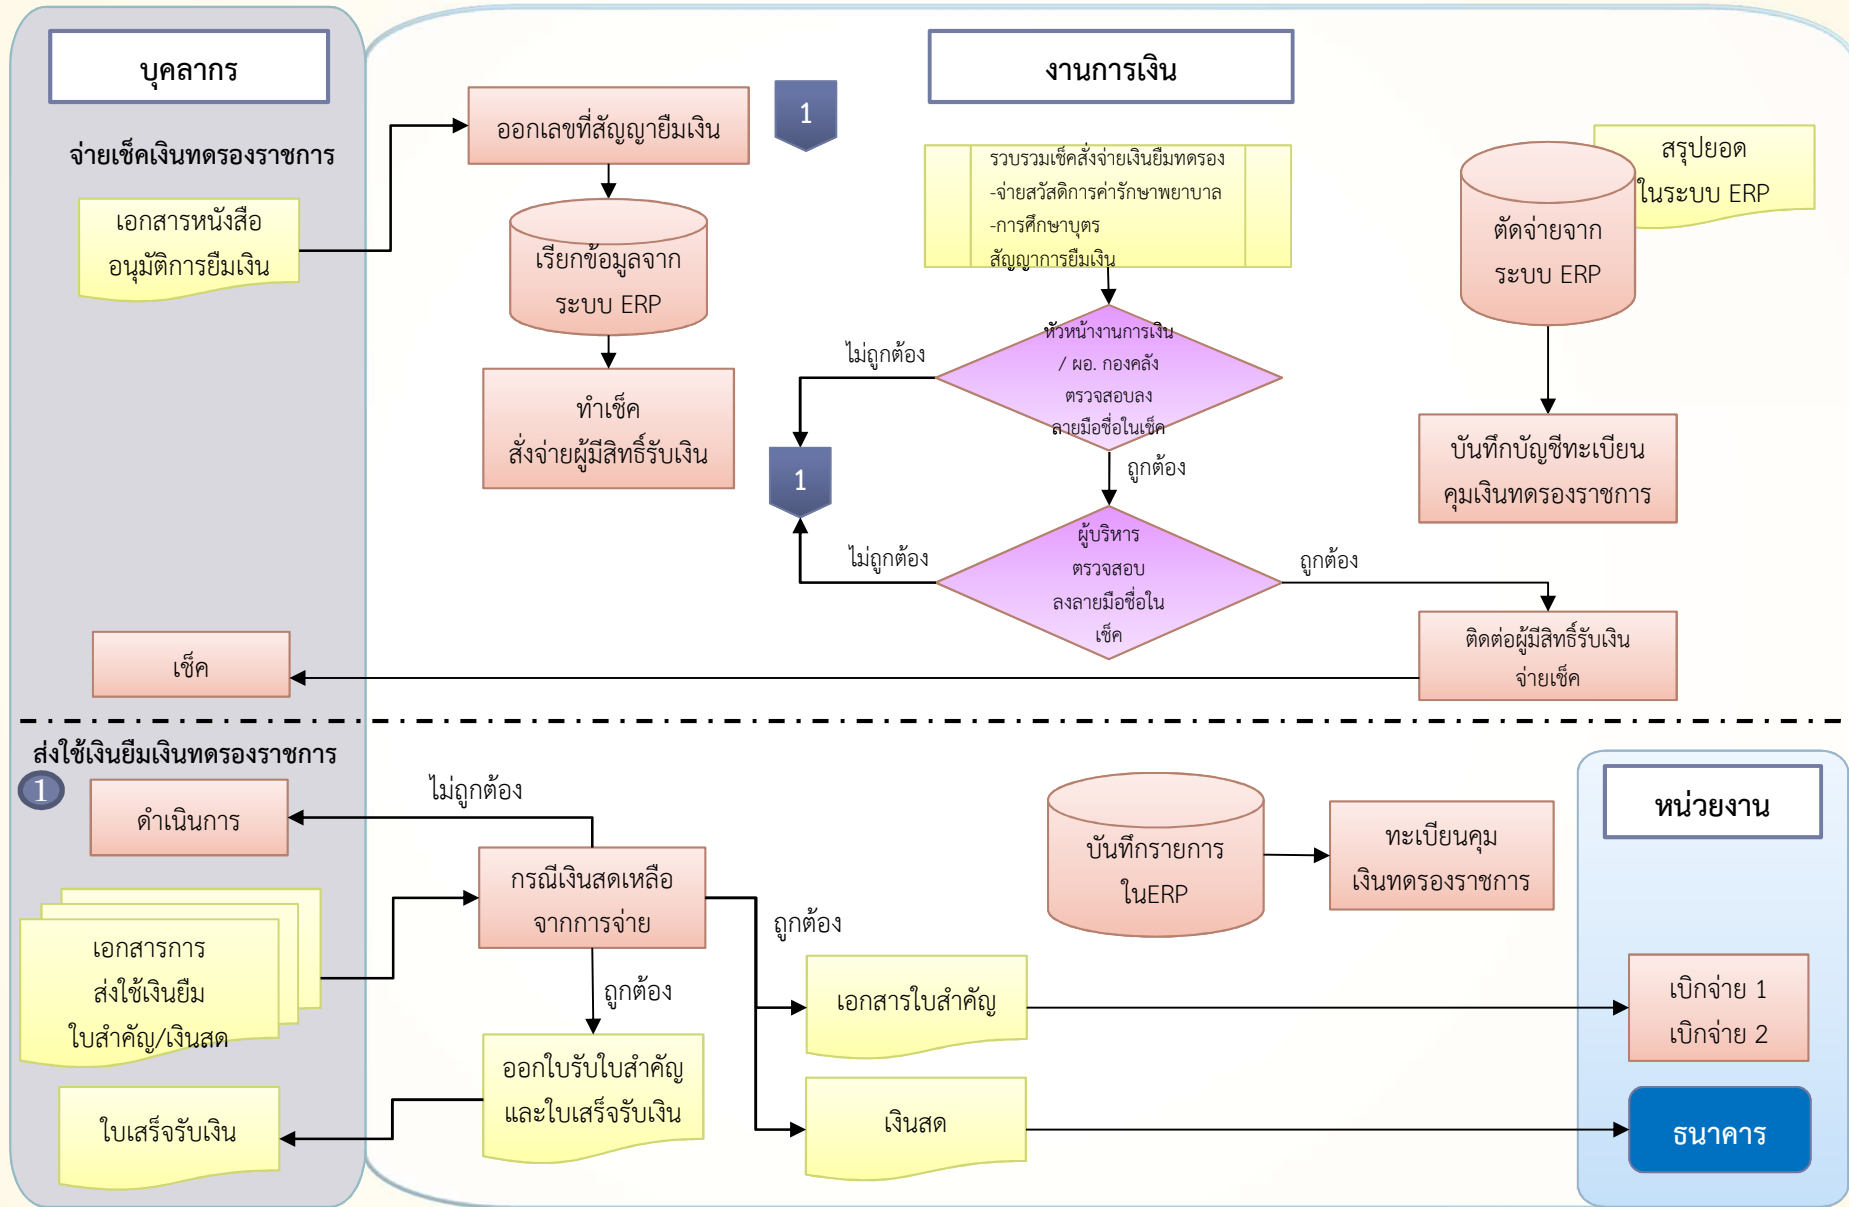 บุคลากร
งานการเงิน
จ่ายเช็คเงินทดรองราชการ
เอกสารหนังสือ
อนุมัติการยืมเงิน
ออกเลขที่สัญญายืมเงิน
1
เรียกข้อมูลจาก
ระบบ ERP
ทำเช็ค
สั่งจ่ายผู้มีสิทธิ์รับเงิน
รวบรวมเช็คสั่งจ่ายเงินยืมทดรอง
-จ่ายสวัสดิการค่ารักษาพยาบาล
-การศึกษาบุตร
สัญญาการยืมเงิน
หัวหน้างานการเงิน
/ ผอ. กองคลัง
ตรวจสอบลง
ลายมือชื่อในเช็ค
ไม่ถูกต้อง
1
ถูกต้อง
ผู้บริหาร
ตรวจสอบ
ลงลายมือชื่อใน
เช็ค
ไม่ถูกต้อง
ถูกต้อง
สรุปยอด
ในระบบ ERP
ตัดจ่ายจาก
ระบบ ERP
บันทึกบัญชีทะเบียน
คุมเงินทดรองราชการ
ติดต่อผู้มีสิทธิ์รับเงิน
จ่ายเช็ค
เช็ค
ส่งใช้เงินยืมเงินทดรองราชการ
1
ดำเนินการ
ไม่ถูกต้อง
เอกสารการ
ส่งใช้เงินยืม
ใบสำคัญ/เงินสด
ใบเสร็จรับเงิน
กรณีเงินสดเหลือ
จากการจ่าย
ถูกต้อง
ถูกต้อง
ออกใบรับใบสำคัญ
และใบเสร็จรับเงิน
เอกสารใบสำคัญ
เงินสด
บันทึกรายการ
ในERP
ทะเบียนคุม
เงินทดรองราชการ
หน่วยงาน
เบิกจ่าย 1
เบิกจ่าย 2
ธนาคาร